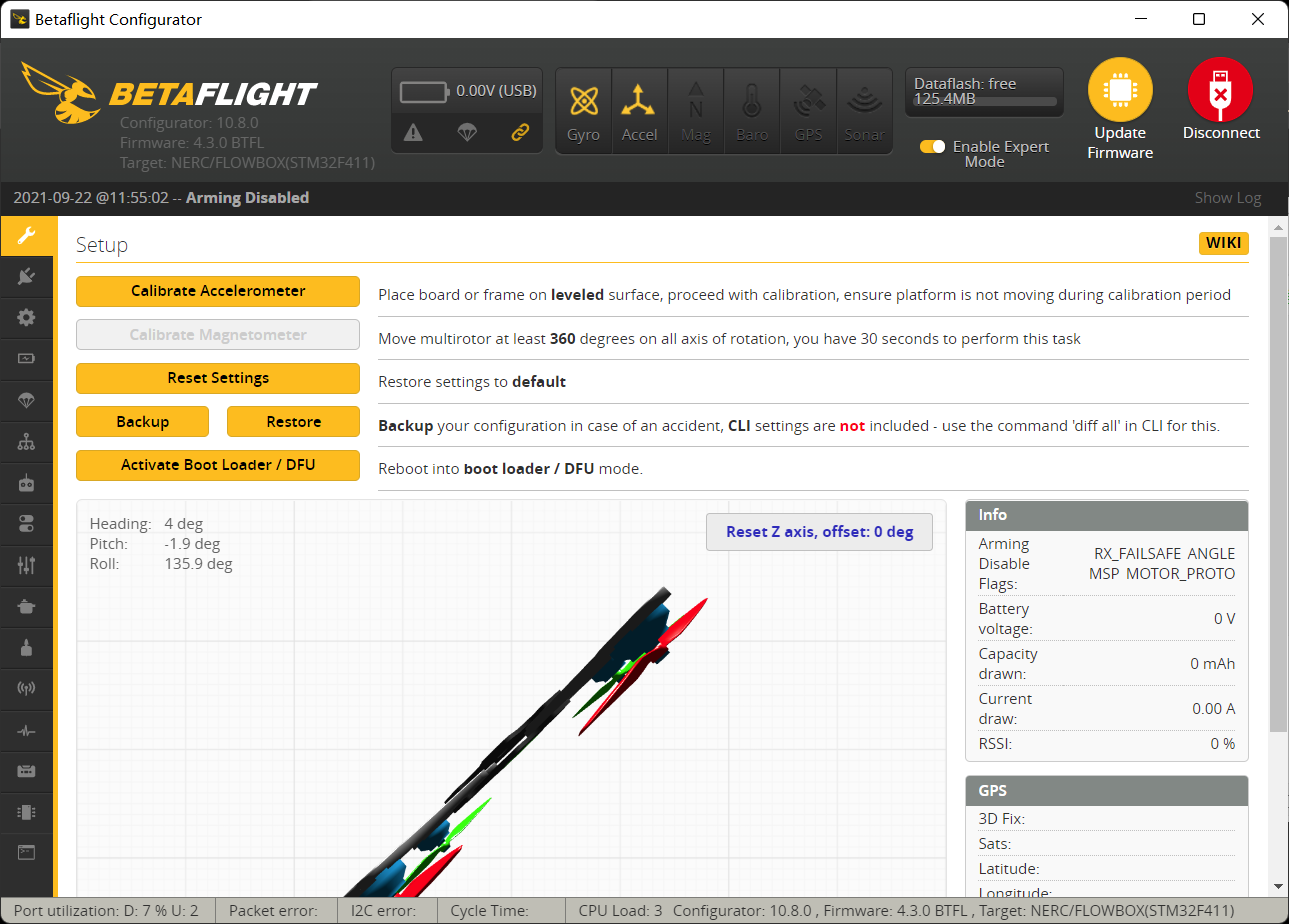 Betaflight Configurator
BETAFLIGHT
Configurator: 10.8.0
Firmware: 4.3.0 BTFL
Target: NERC/FLOWBOX(STM32F411)
0.00V (USB)
Gyro
Accel
Mag
N
Baro
GPS
Sonar
Dataflash: free
125.4MB
Enable Expert
Mode
Update
Firmware
Disconnect
2021-09-22 @11:55:02 -- Arming Disabled
Show Log
Setup
WIKI
Calibrate Accelerometer
Place board or frame on leveled surface, proceed with calibration, ensure platform is not moving during calibration period
Calibrate Magnetometer
Move multirotor at least 360 degrees on all axis of rotation, you have 30 seconds to perform this task
Reset Settings
Restore settings to default
Backup
Restore
Backup your configuration in case of an accident, CLI settings are not included - use the command 'diff all' in CLI for this.
Activate Boot Loader / DFU
Reboot into boot loader / DFU mode.
Heading: 4 deg
Pitch: -1.9 deg
Roll: 135.9 deg
Reset Z axis, offset: 0 deg
Info
Arming
Disable
Flags:
RX_FAILSAFE ANGLE
MSP MOTOR_PROTO
Battery
voltage:
0 V
Capacity
drawn:
0 mAh
Current
draw:
0.00 A
RSSI:
0 %
GPS
3D Fix:
Sats:
Latitude:
Longitude:
Port utilization: D: 7 % U: 2
Packet error:
I2C error:
Cycle Time:
CPU Load: 3
Configurator: 10.8.0 , Firmware: 4.3.0 BTFL , Target: NERC/FLOWBOX(STM32F411)